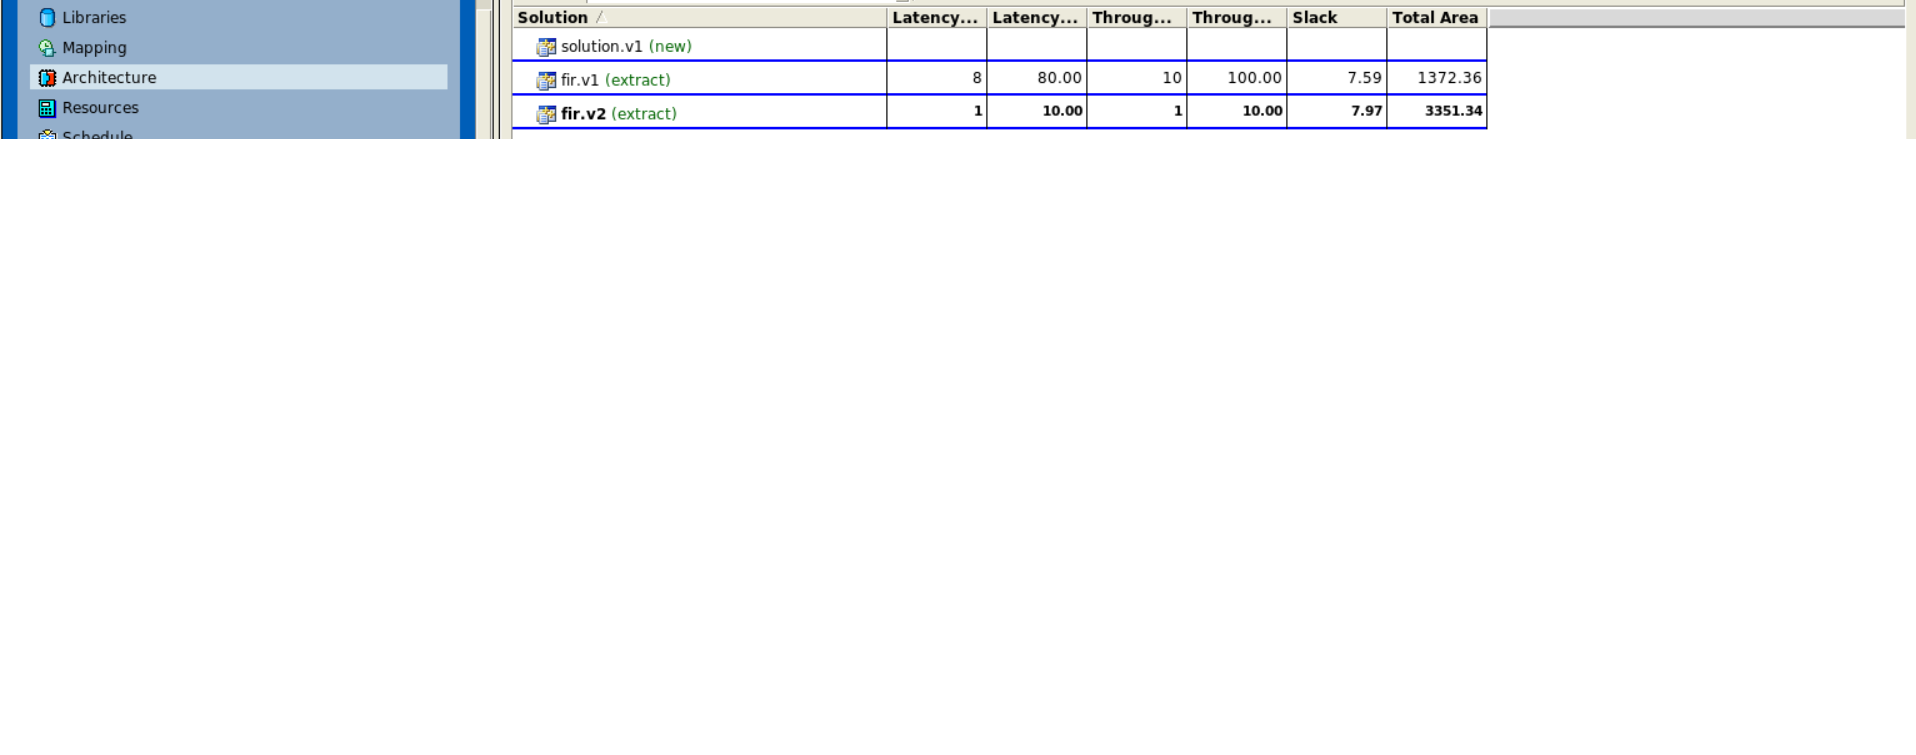 Libraries
Mapping
Architecture
Resources
Schedule
Solution Latency... Latency... Throug... Throug... Slack Total Area
solution.v1 (new)
fir.v1 (extract) 8 80.00 10 100.00 7.59 1372.36
fir.v2 (extract) 1 10.00 1 10.00 7.97 3351.34